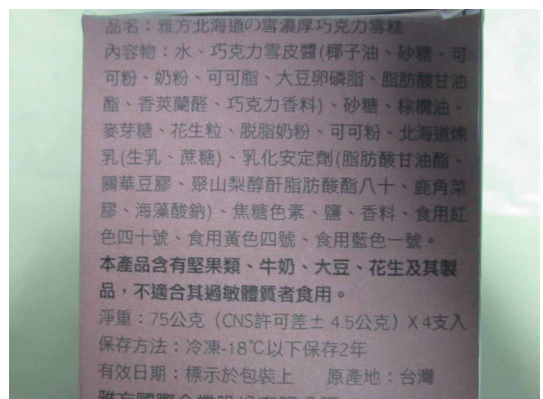 品名：雅方北海道の雪濃厚巧克力雪糕
內容物：水、巧克力雪皮醬(椰子油、砂糖、可
可粉、奶粉、可可脂、大豆卵磷脂、脂肪酸甘油
酯、香莢蘭醛、巧克力香料)、砂糖、棕櫚油、
麥芽糖、花生粒、脫脂奶粉、可可粉、北海道煉
乳(生乳、蔗糖)、乳化安定劑(脂肪酸甘油酯、
關華豆膠、聚山梨醇酐脂肪酸酯八十、鹿角菜
膠、海藻酸鈉)、焦糖色素、鹽、香料、食用紅
色四十號、食用黃色四號、食用藍色一號。
本產品含有堅果類、牛奶、大豆、花生及其製
品，不適合其過敏體質者食用。
淨重：75公克（CNS許可差± 4.5公克）X 4支入
保存方法：冷凍-18℃以下保存2年
有效日期：標示於包裝上 原產地：台灣